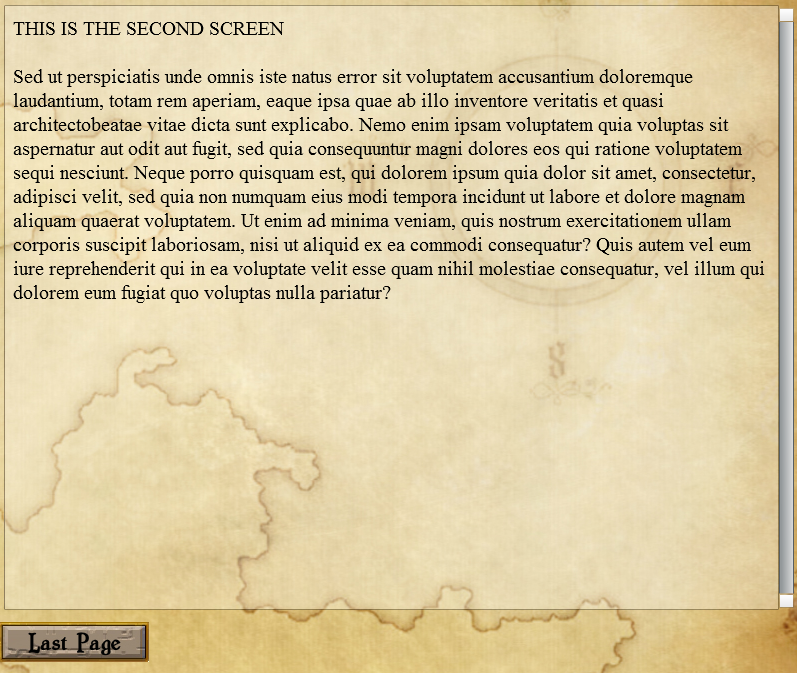 THIS IS THE SECOND SCREEN
Sed ut perspiciatis unde omnis iste natus error sit voluptatem accusantium doloremque
laudantium, totam rem aperiam, eaque ipsa quae ab illo inventore veritatis et quasi
architectobeatae vitae dicta sunt explicabo. Nemo enim ipsam voluptatem quia voluptas sit
aspernatur aut odit aut fugit, sed quia consequuntur magni dolores eos qui ratione voluptatem
sequi nesciunt. Neque porro quisquam est, qui dolorem ipsum quia dolor sit amet, consectetur,
adipisci velit, sed quia non numquam eius modi tempora incidunt ut labore et dolore magnam
aliquam quaerat voluptatem. Ut enim ad minima veniam, quis nostrum exercitationem ullam
corporis suscipit laboriosam, nisi ut aliquid ex ea commodi consequatur? Quis autem vel eum
iure reprehenderit qui in ea voluptate velit esse quam nihil molestiae consequatur, vel illum qui
dolorem eum fugiat quo voluptas nulla pariatur?
S
Last Page